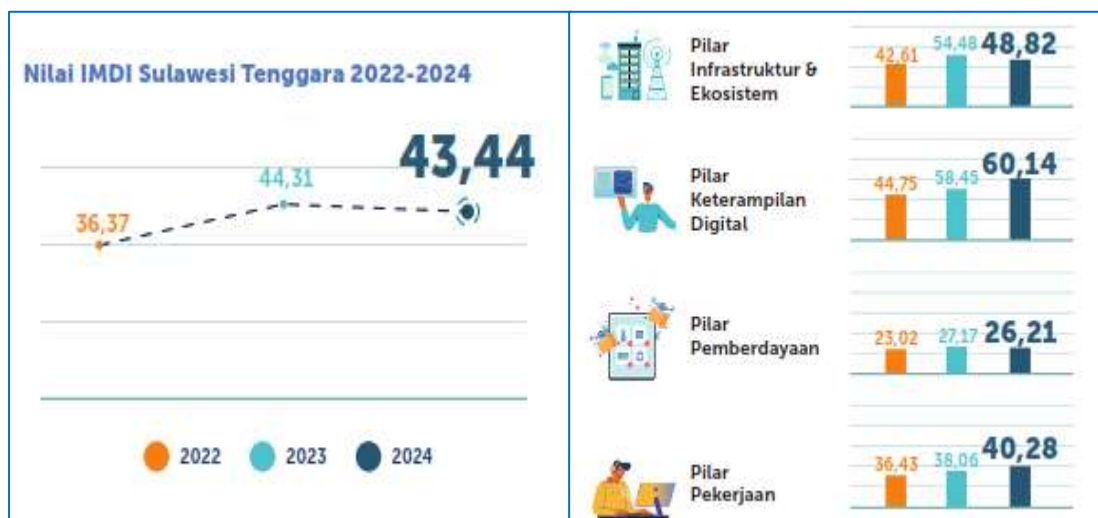 Nilai IMDI Sulawesi Tenggara 2022-2024
36,37
44,31
43,44
2022
2023
2024
Pilar
Infrastruktur &
Ekosistem
42,61
54,48
48,82
Pilar
Keterampilan
Digital
44,75
58,45
60,14
Pilar
Pemberdayaan
23,02
27,17
26,21
Pilar
Pekerjaan
36,43
38,06
40,28